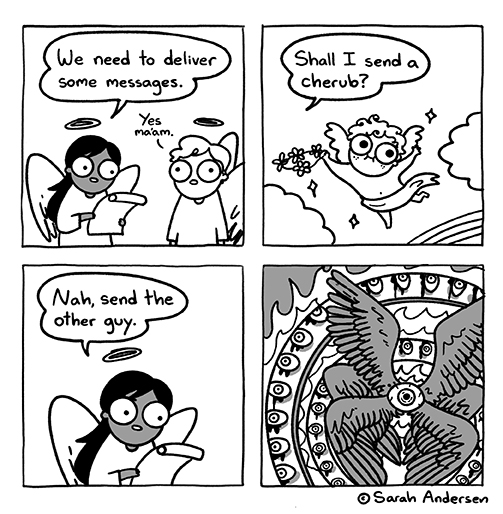 We need to deliver
some messages.
Yes
ma'am.
Shall I send a
cherub?
Nah, send the
other guy.
© Sarah Andersen